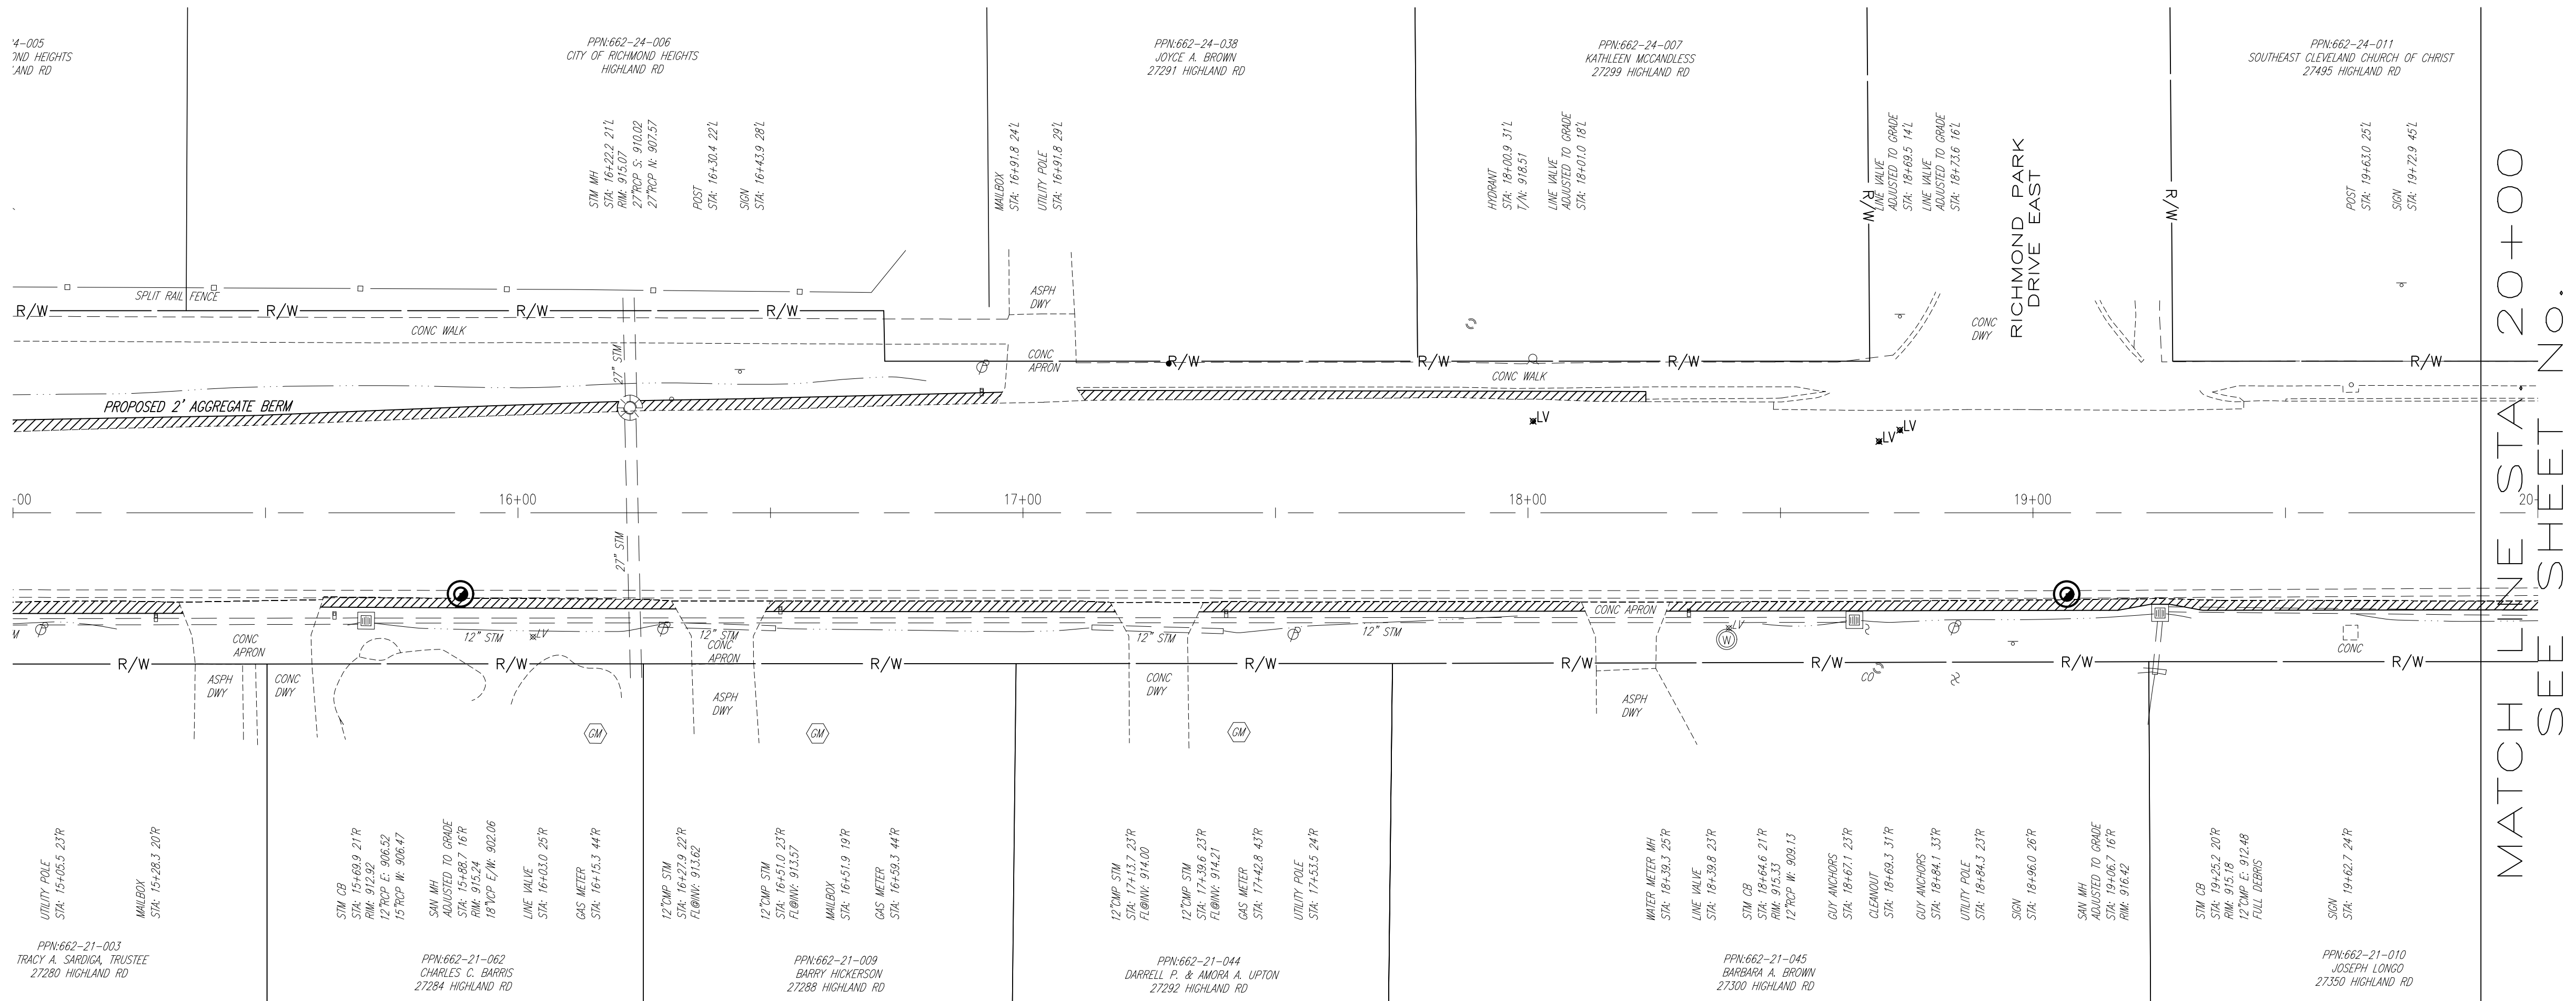 '4-005
OND HEIGHTS
LAND RD
PPN:662-24-006
CITY OF RICHMOND HEIGHTS
HIGHLAND RD
PPN:662-24-038
JOYCE A. BROWN
27291 HIGHLAND RD
PPN:662-24-007
KATHLEEN MCCANDLESS
27299 HIGHLAND RD
PPN:662-24-011
SOUTHEAST CLEVELAND CHURCH OF CHRIST
27495 HIGHLAND RD
STM MH
STA: 16+22.2 21'L
RIM: 915.07
27"RCP S: 910.02
27"RCP N: 907.57
POST
STA: 16+30.4 22'L
SIGN
STA: 16+43.9 28'L
MAILBOX
STA: 16+91.8 24'L
UTILITY POLE
STA: 16+91.8 29'L
HYDRANT
STA: 18+00.9 31'L
T/N: 918.51
LINE VALVE
ADJUSTED TO GRADE
STA: 18+01.0 18'L
LINE VALVE
ADJUSTED TO GRADE
STA: 18+69.5 14'L
LINE VALVE
ADJUSTED TO GRADE
STA: 18+73.6 16'L
RICHMOND PARK
DRIVE EAST
POST
STA: 19+63.0 25'L
SIGN
STA: 19+72.9 45'L
MATCH LINE STA. 20+00
SEE SHEET NO.
R/W
R/W
SPLIT RAIL FENCE
R/W
R/W
R/W
R/W
CONC WALK
ASPH
DWY
CONC
APRON
R/W
R/W
R/W
R/W
CONC WALK
CONC
DWY
27" STM
PROPOSED 2' AGGREGATE BERM
LV
LV
LV
-00
16+00
17+00
18+00
19+00
20-
27" STM
M
CONC
APRON
12" STM
LV
12" STM
CONC
APRON
12" STM
12" STM
CONC APRON
LV
W
CONC
R/W
R/W
R/W
R/W
R/W
R/W
R/W
R/W
ASPH
DWY
CONC
DWY
ASPH
DWY
CONC
DWY
ASPH
DWY
CO
GM
GM
GM
UTILITY POLE
STA: 15+05.5 23'R
MAILBOX
STA: 15+28.3 20'R
STM CB
STA: 15+69.9 21'R
RIM: 912.92
12"RCP E: 906.52
15"RCP W: 906.47
SAN MH
ADJUSTED TO GRADE
STA: 15+88.7 16'R
RIM: 915.24
18"VCP E/W: 902.06
LINE VALVE
STA: 16+03.0 25'R
GAS METER
STA: 16+15.3 44'R
12"CMP STM
STA: 16+27.9 22'R
FL@INV: 913.62
12"CMP STM
STA: 16+51.0 23'R
FL@INV: 913.57
MAILBOX
STA: 16+51.9 19'R
GAS METER
STA: 16+59.3 44'R
12"CMP STM
STA: 17+13.7 23'R
FL@INV: 914.00
12"CMP STM
STA: 17+39.6 23'R
FL@INV: 914.21
GAS METER
STA: 17+42.8 43'R
UTILITY POLE
STA: 17+53.5 24'R
WATER METER MH
STA: 18+39.3 25'R
LINE VALVE
STA: 18+39.8 23'R
STM CB
STA: 18+64.6 21'R
RIM: 915.33
12"RCP W: 909.13
GUY ANCHORS
STA: 18+67.1 23'R
CLEANOUT
STA: 18+69.3 31'R
GUY ANCHORS
STA: 18+84.1 33'R
UTILITY POLE
STA: 18+84.3 23'R
SIGN
STA: 18+96.0 26'R
SAN MH
ADJUSTED TO GRADE
STA: 19+06.7 16'R
RIM: 916.42
STM CB
STA: 19+25.2 20'R
RIM: 915.18
12"CMP E: 912.48
FULL DEBRIS
SIGN
STA: 19+62.7 24'R
PPN:662-21-003
TRACY A. SARDIGA, TRUSTEE
27280 HIGHLAND RD
PPN:662-21-062
CHARLES C. BARRIS
27284 HIGHLAND RD
PPN:662-21-009
BARRY HICKERSON
27288 HIGHLAND RD
PPN:662-21-044
DARRELL P. & AMORA A. UPTON
27292 HIGHLAND RD
PPN:662-21-045
BARBARA A. BROWN
27300 HIGHLAND RD
PPN:662-21-010
JOSEPH LONGO
27350 HIGHLAND RD